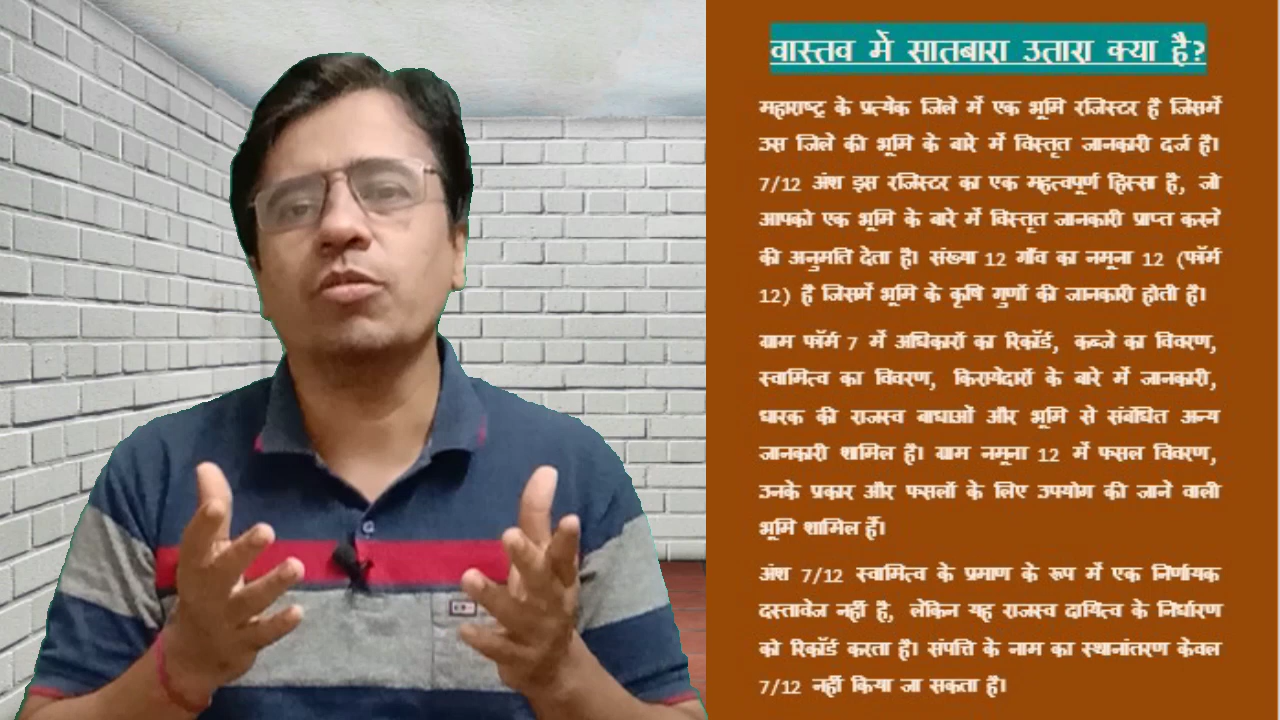 वास्तव में सातबारा उतारा क्या है?
महाराष्ट्र के प्रत्येक जिले में एक भूमि रजिस्टर है जिसमें
उस जिले की भूमि के बारे में विस्तृत जानकारी दर्ज है।
7/12 अंश इस रजिस्टर का एक महत्वपूर्ण हिस्सा है, जो
आपको एक भूमि के बारे में विस्तृत जानकारी प्राप्त करने
की अनुमति देता है। संख्या 12 गाँव का नमूना 12 (फॉर्म
12) है जिसमें भूमि के कृषि गुणों की जानकारी होती है।
ग्राम फॉर्म 7 में अधिकारों का रिकॉर्ड, कब्जे का विवरण,
स्वामित्व का विवरण, किरायेदारों के बारे में जानकारी,
धारक की राजस्व बाधाओं और भूमि से संबंधित अन्य
जानकारी शामिल है। ग्राम नमूना 12 में फसल विवरण,
उनके प्रकार और फसलों के लिए उपयोग की जाने वाली
भूमि शामिल हैं।
अंश 7/12 स्वामित्व के प्रमाण के रूप में एक निर्णायक
दस्तावेज नहीं है, लेकिन यह राजस्व दायित्व के निर्धारण
को रिकॉर्ड करता है। संपत्ति के नाम का स्थानांतरण केवल
7/12 नहीं किया जा सकता है।